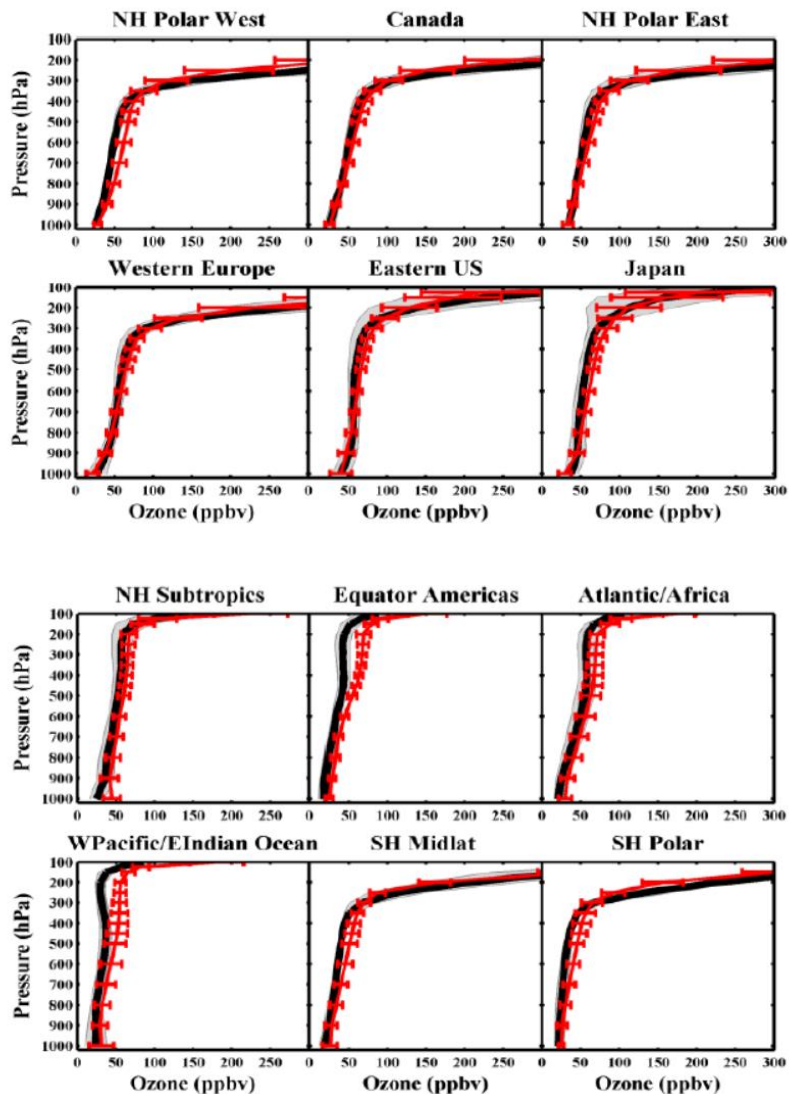 NH Polar West Canada NH Polar East
100
200
300
400
500
600
700
800
900
1000
Pressure (hPa)
0 50 100 150 200 250 0 50 100 150 200 250 0 50 100 150 200 250 300
Western Europe Eastern US Japan
100
200
300
400
500
600
700
800
900
1000
Pressure (hPa)
0 50 100 150 200 250 0 50 100 150 200 250 0 50 100 150 200 250 300
Ozone (ppbv) Ozone (ppbv) Ozone (ppbv)
NH Subtropics Equator Americas Atlantic/Africa
100
200
300
400
500
600
700
800
900
1000
Pressure (hPa)
0 50 100 150 200 250 0 50 100 150 200 250 0 50 100 150 200 250 300
WPacific/EIndian Ocean SH Midlat SH Polar
100
200
300
400
500
600
700
800
900
1000
Pressure (hPa)
0 50 100 150 200 250 0 50 100 150 200 250 0 50 100 150 200 250 300
Ozone (ppbv) Ozone (ppbv) Ozone (ppbv)